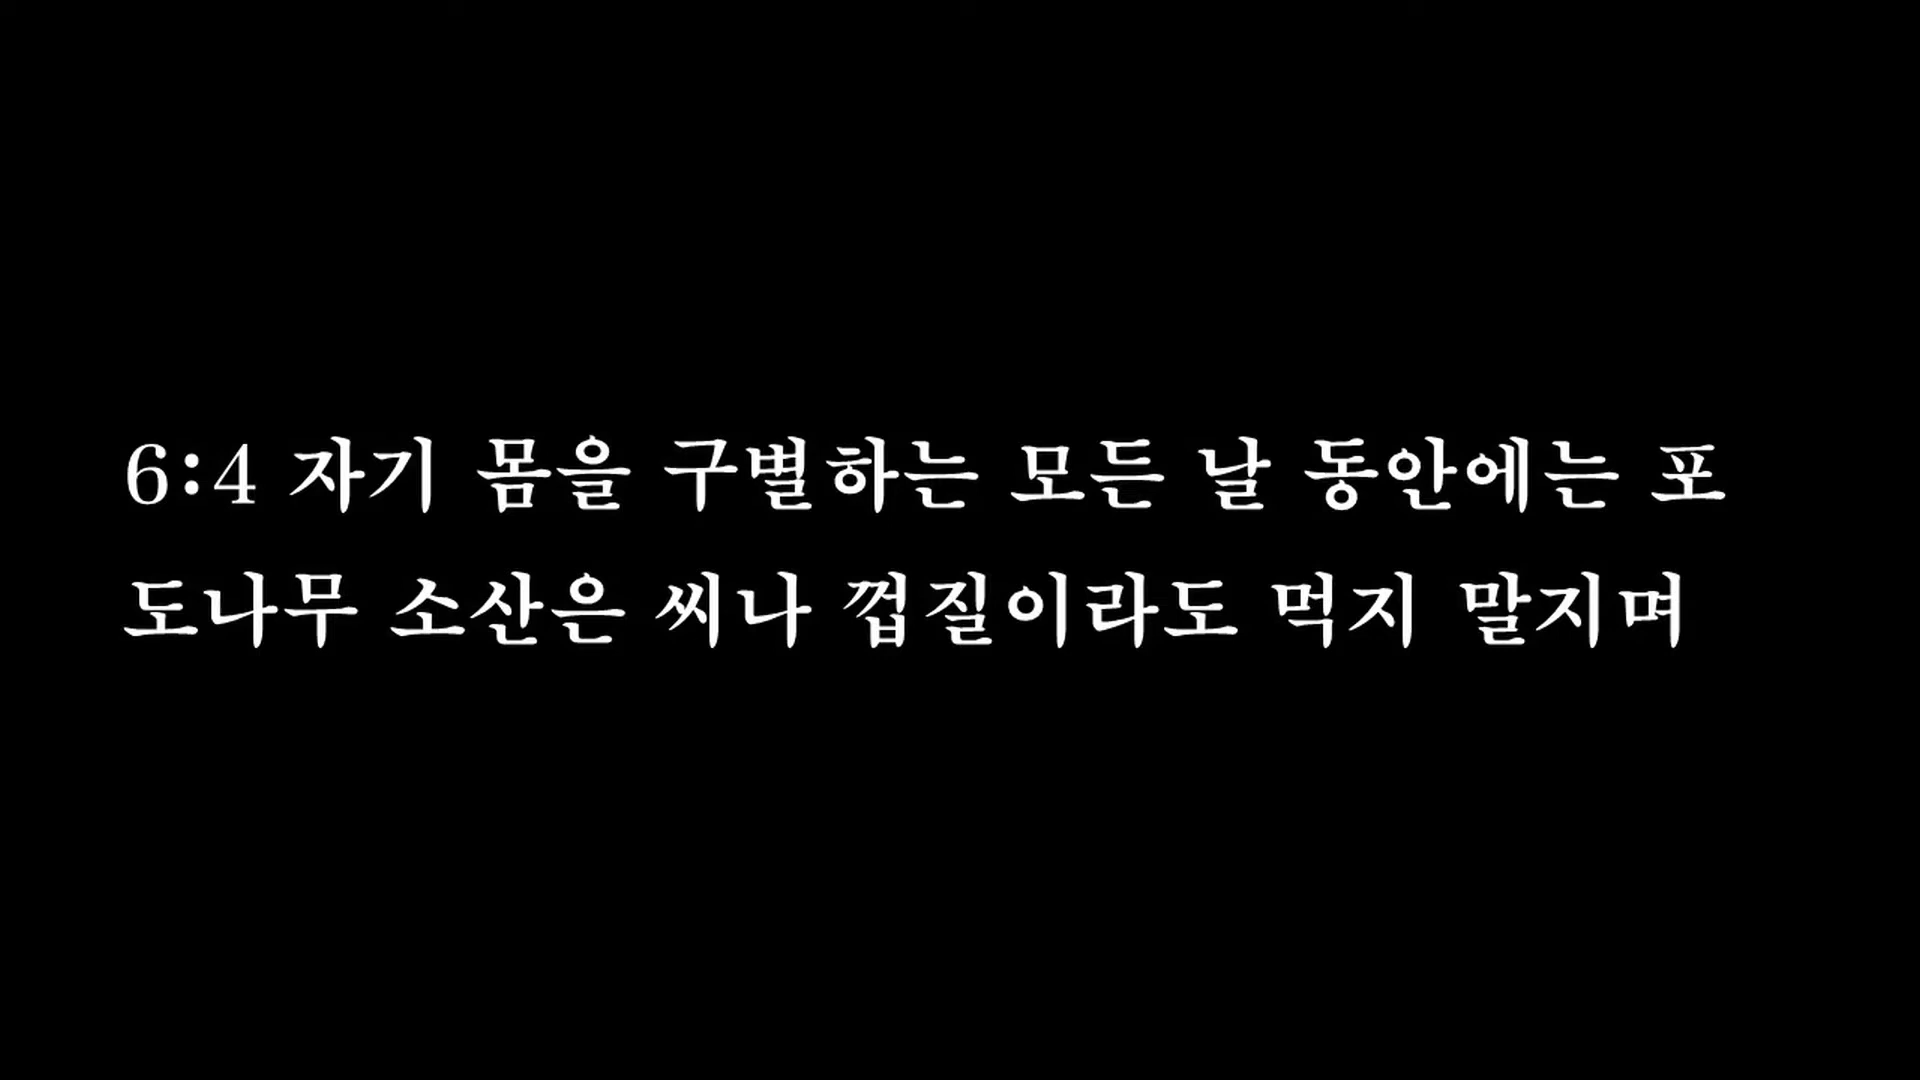 6:4 자기 몸을 구별하는 모든 날 동안에는 포
도나무 소산은 씨나 껍질이라도 먹지 말지며